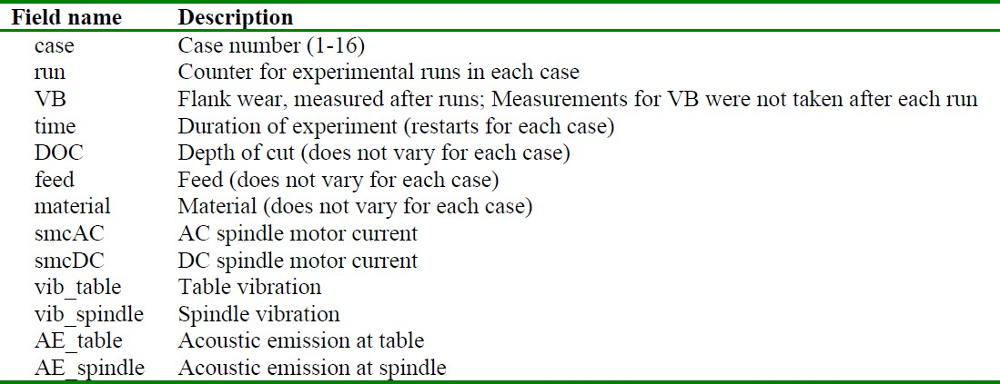 Field name Description
case Case number (1-16)
run Counter for experimental runs in each case
VB Flank wear, measured after runs; Measurements for VB were not taken after each run
time Duration of experiment (restarts for each case)
DOC Depth of cut (does not vary for each case)
feed Feed (does not vary for each case)
material Material (does not vary for each case)
smcAC AC spindle motor current
smcDC DC spindle motor current
vib_table Table vibration
vib_spindle Spindle vibration
AE_table Acoustic emission at table
AE_spindle Acoustic emission at spindle